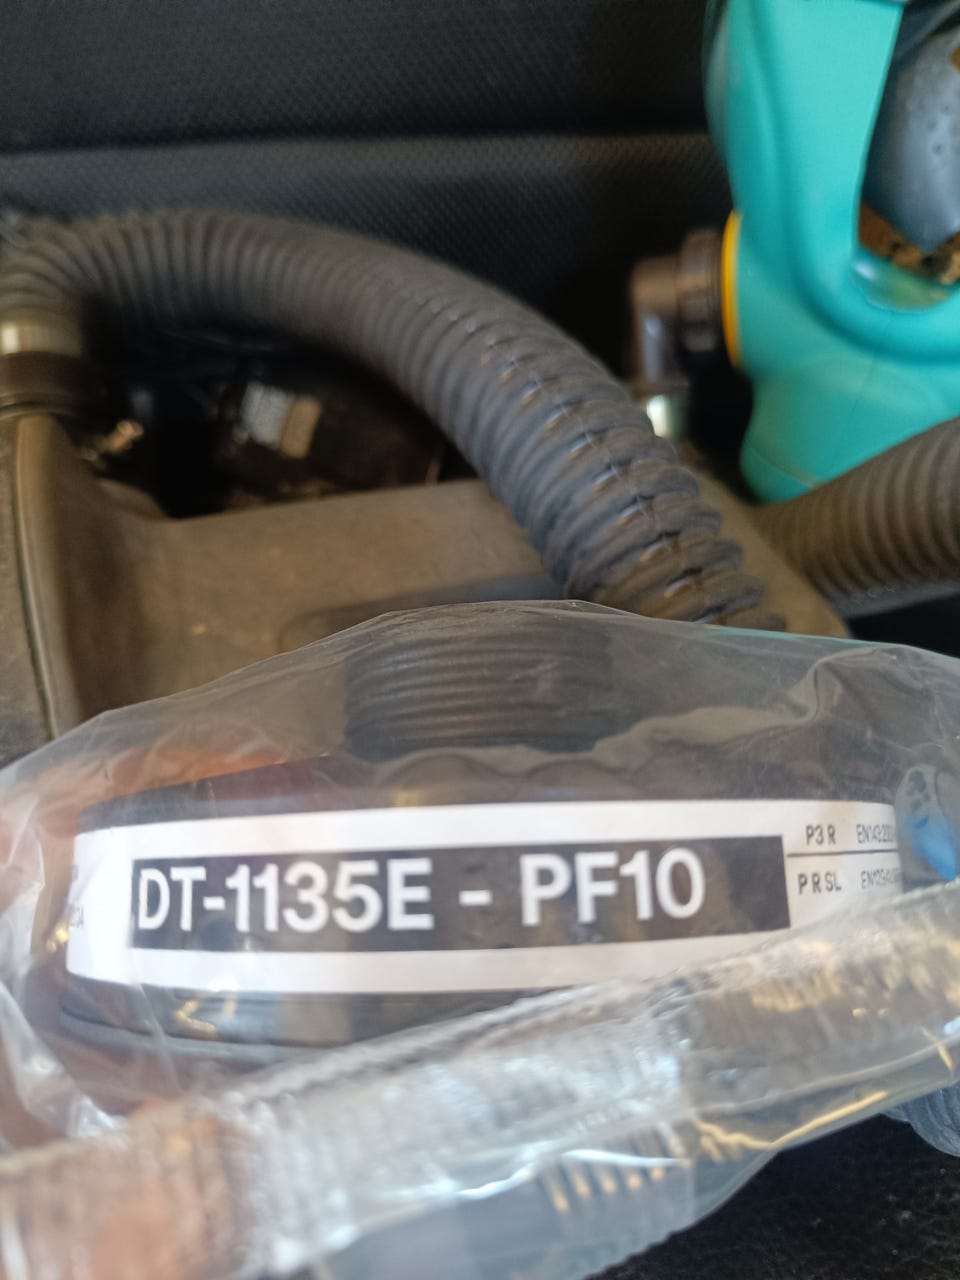 DT-1135E - PF10
P3 R
P R SL